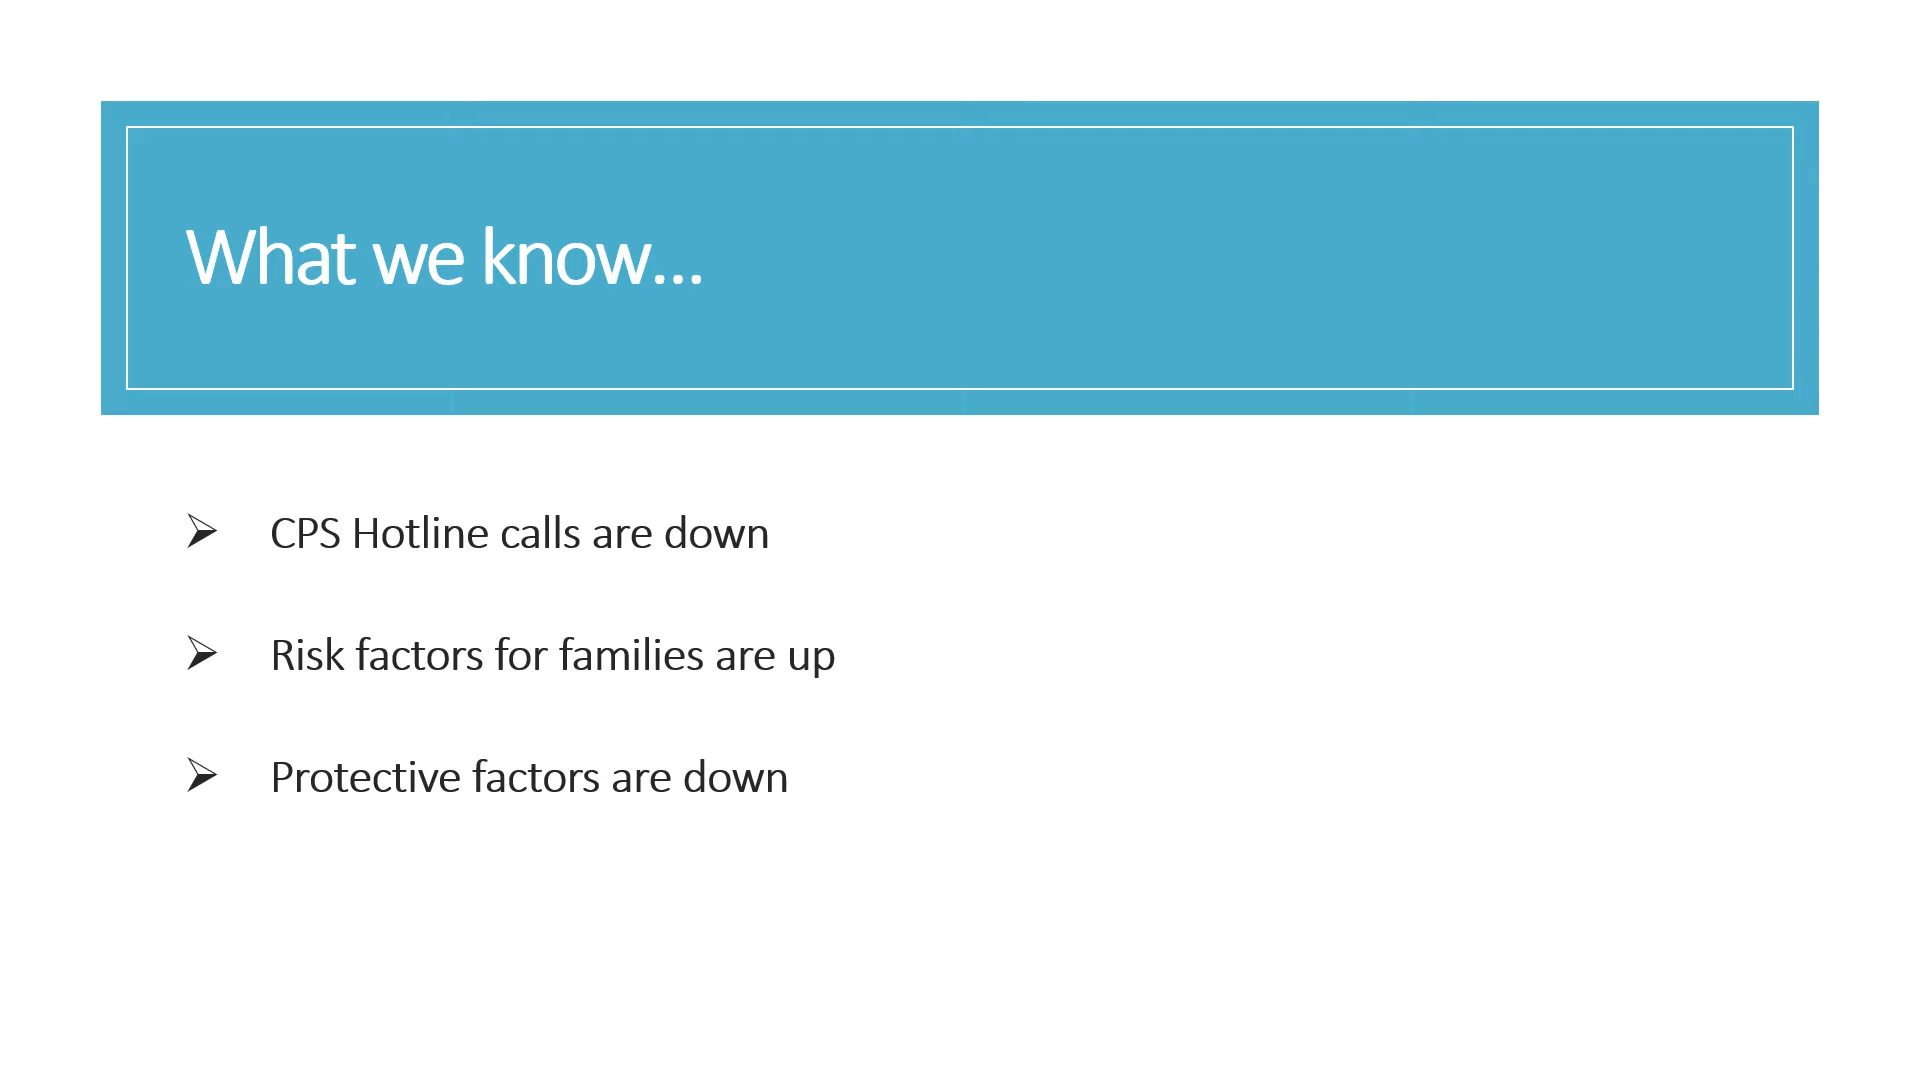 What we know...
CPS Hotline calls are down
Risk factors for families are up
Protective factors are down